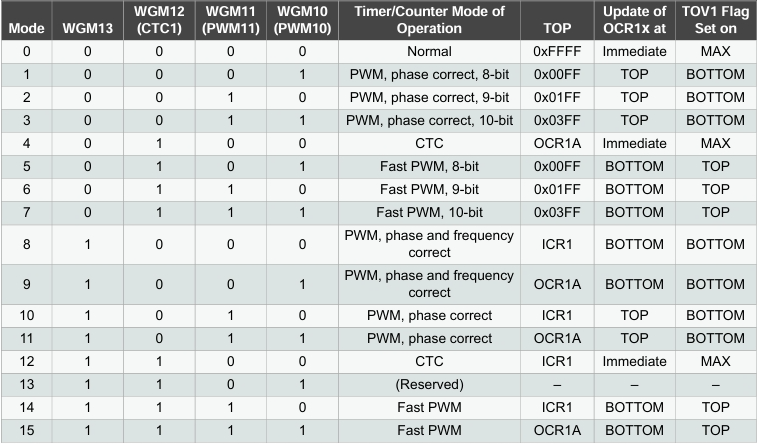 Mode WGM13 WGM12 (CTC1) WGM11 (PWM11) WGM10 (PWM10) Timer/Counter Mode of Operation TOP Update of OCR1x at TOV1 Flag Set on
0 0 0 0 0 Normal 0xFFFF Immediate MAX
1 0 0 0 1 PWM, phase correct, 8-bit 0x00FF TOP BOTTOM
2 0 0 1 0 PWM, phase correct, 9-bit 0x01FF TOP BOTTOM
3 0 0 1 1 PWM, phase correct, 10-bit 0x03FF TOP BOTTOM
4 0 1 0 0 CTC OCR1A Immediate MAX
5 0 1 0 1 Fast PWM, 8-bit 0x00FF BOTTOM TOP
6 0 1 1 0 Fast PWM, 9-bit 0x01FF BOTTOM TOP
7 0 1 1 1 Fast PWM, 10-bit 0x03FF BOTTOM TOP
8 1 0 0 0 PWM, phase and frequency correct ICR1 BOTTOM BOTTOM
9 1 0 0 1 PWM, phase and frequency correct OCR1A BOTTOM BOTTOM
10 1 0 1 0 PWM, phase correct ICR1 TOP BOTTOM
11 1 0 1 1 PWM, phase correct OCR1A TOP BOTTOM
12 1 1 0 0 CTC ICR1 Immediate MAX
13 1 1 0 1 (Reserved) – – –
14 1 1 1 0 Fast PWM ICR1 BOTTOM TOP
15 1 1 1 1 Fast PWM OCR1A BOTTOM TOP